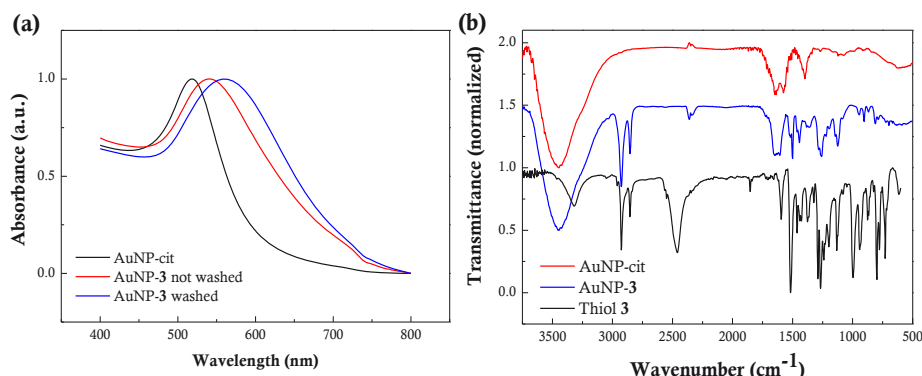 (a)
Absorbance (a.u.)
1.0
0.5
0.0
AuNP-cit
AuNP-3 not washed
AuNP-3 washed
400 500 600 700 800
Wavelength (nm)
(b)
Transmittance (normalized)
2.0
1.5
1.0
0.5
0.0
AuNP-cit
AuNP-3
Thiol 3
3500 3000 2500 2000 1500 1000 500
Wavenumber (cm⁻¹)